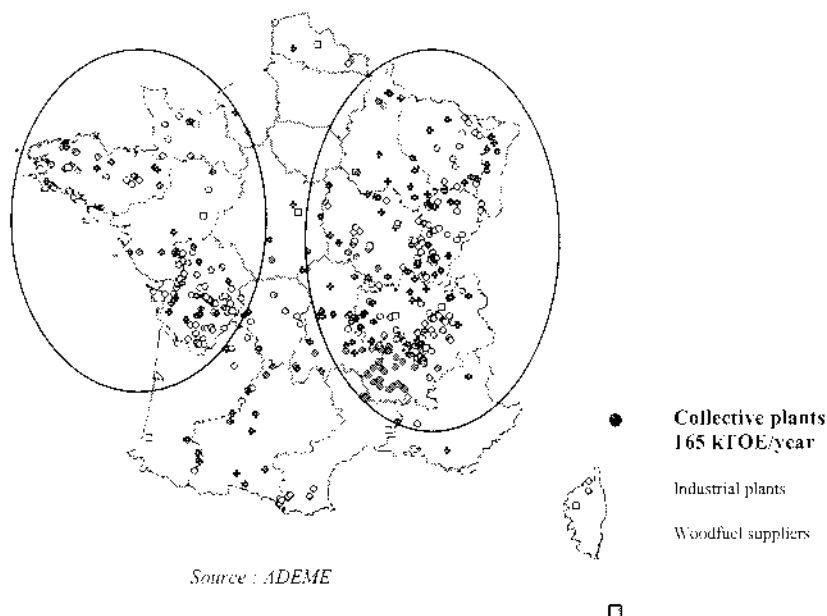 Collective plants
165 kTOE/year
Industrial plants
Woodfuel suppliers
Source : ADEME